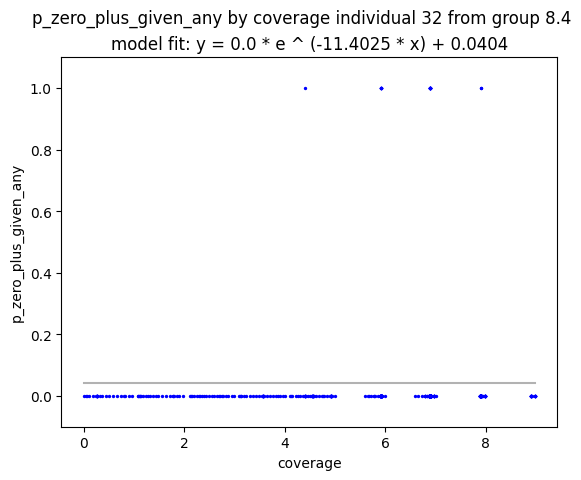 p_zero_plus_given_any by coverage individual 32 from group 8.4
model fit: y = 0.0 * e ^ (-11.4025 * x) + 0.0404
1.0
0.8
0.6
0.4
0.2
0.0
p_zero_plus_given_any
0 2 4 6 8
coverage